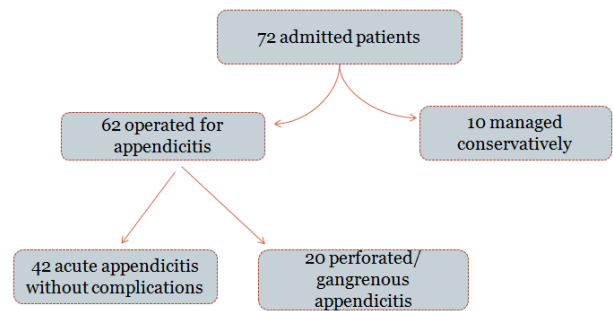 72 admitted patients
62 operated for
appendicitis
10 managed
conservatively
42 acute appendicitis
without complications
20 perforated/
gangrenous
appendicitis